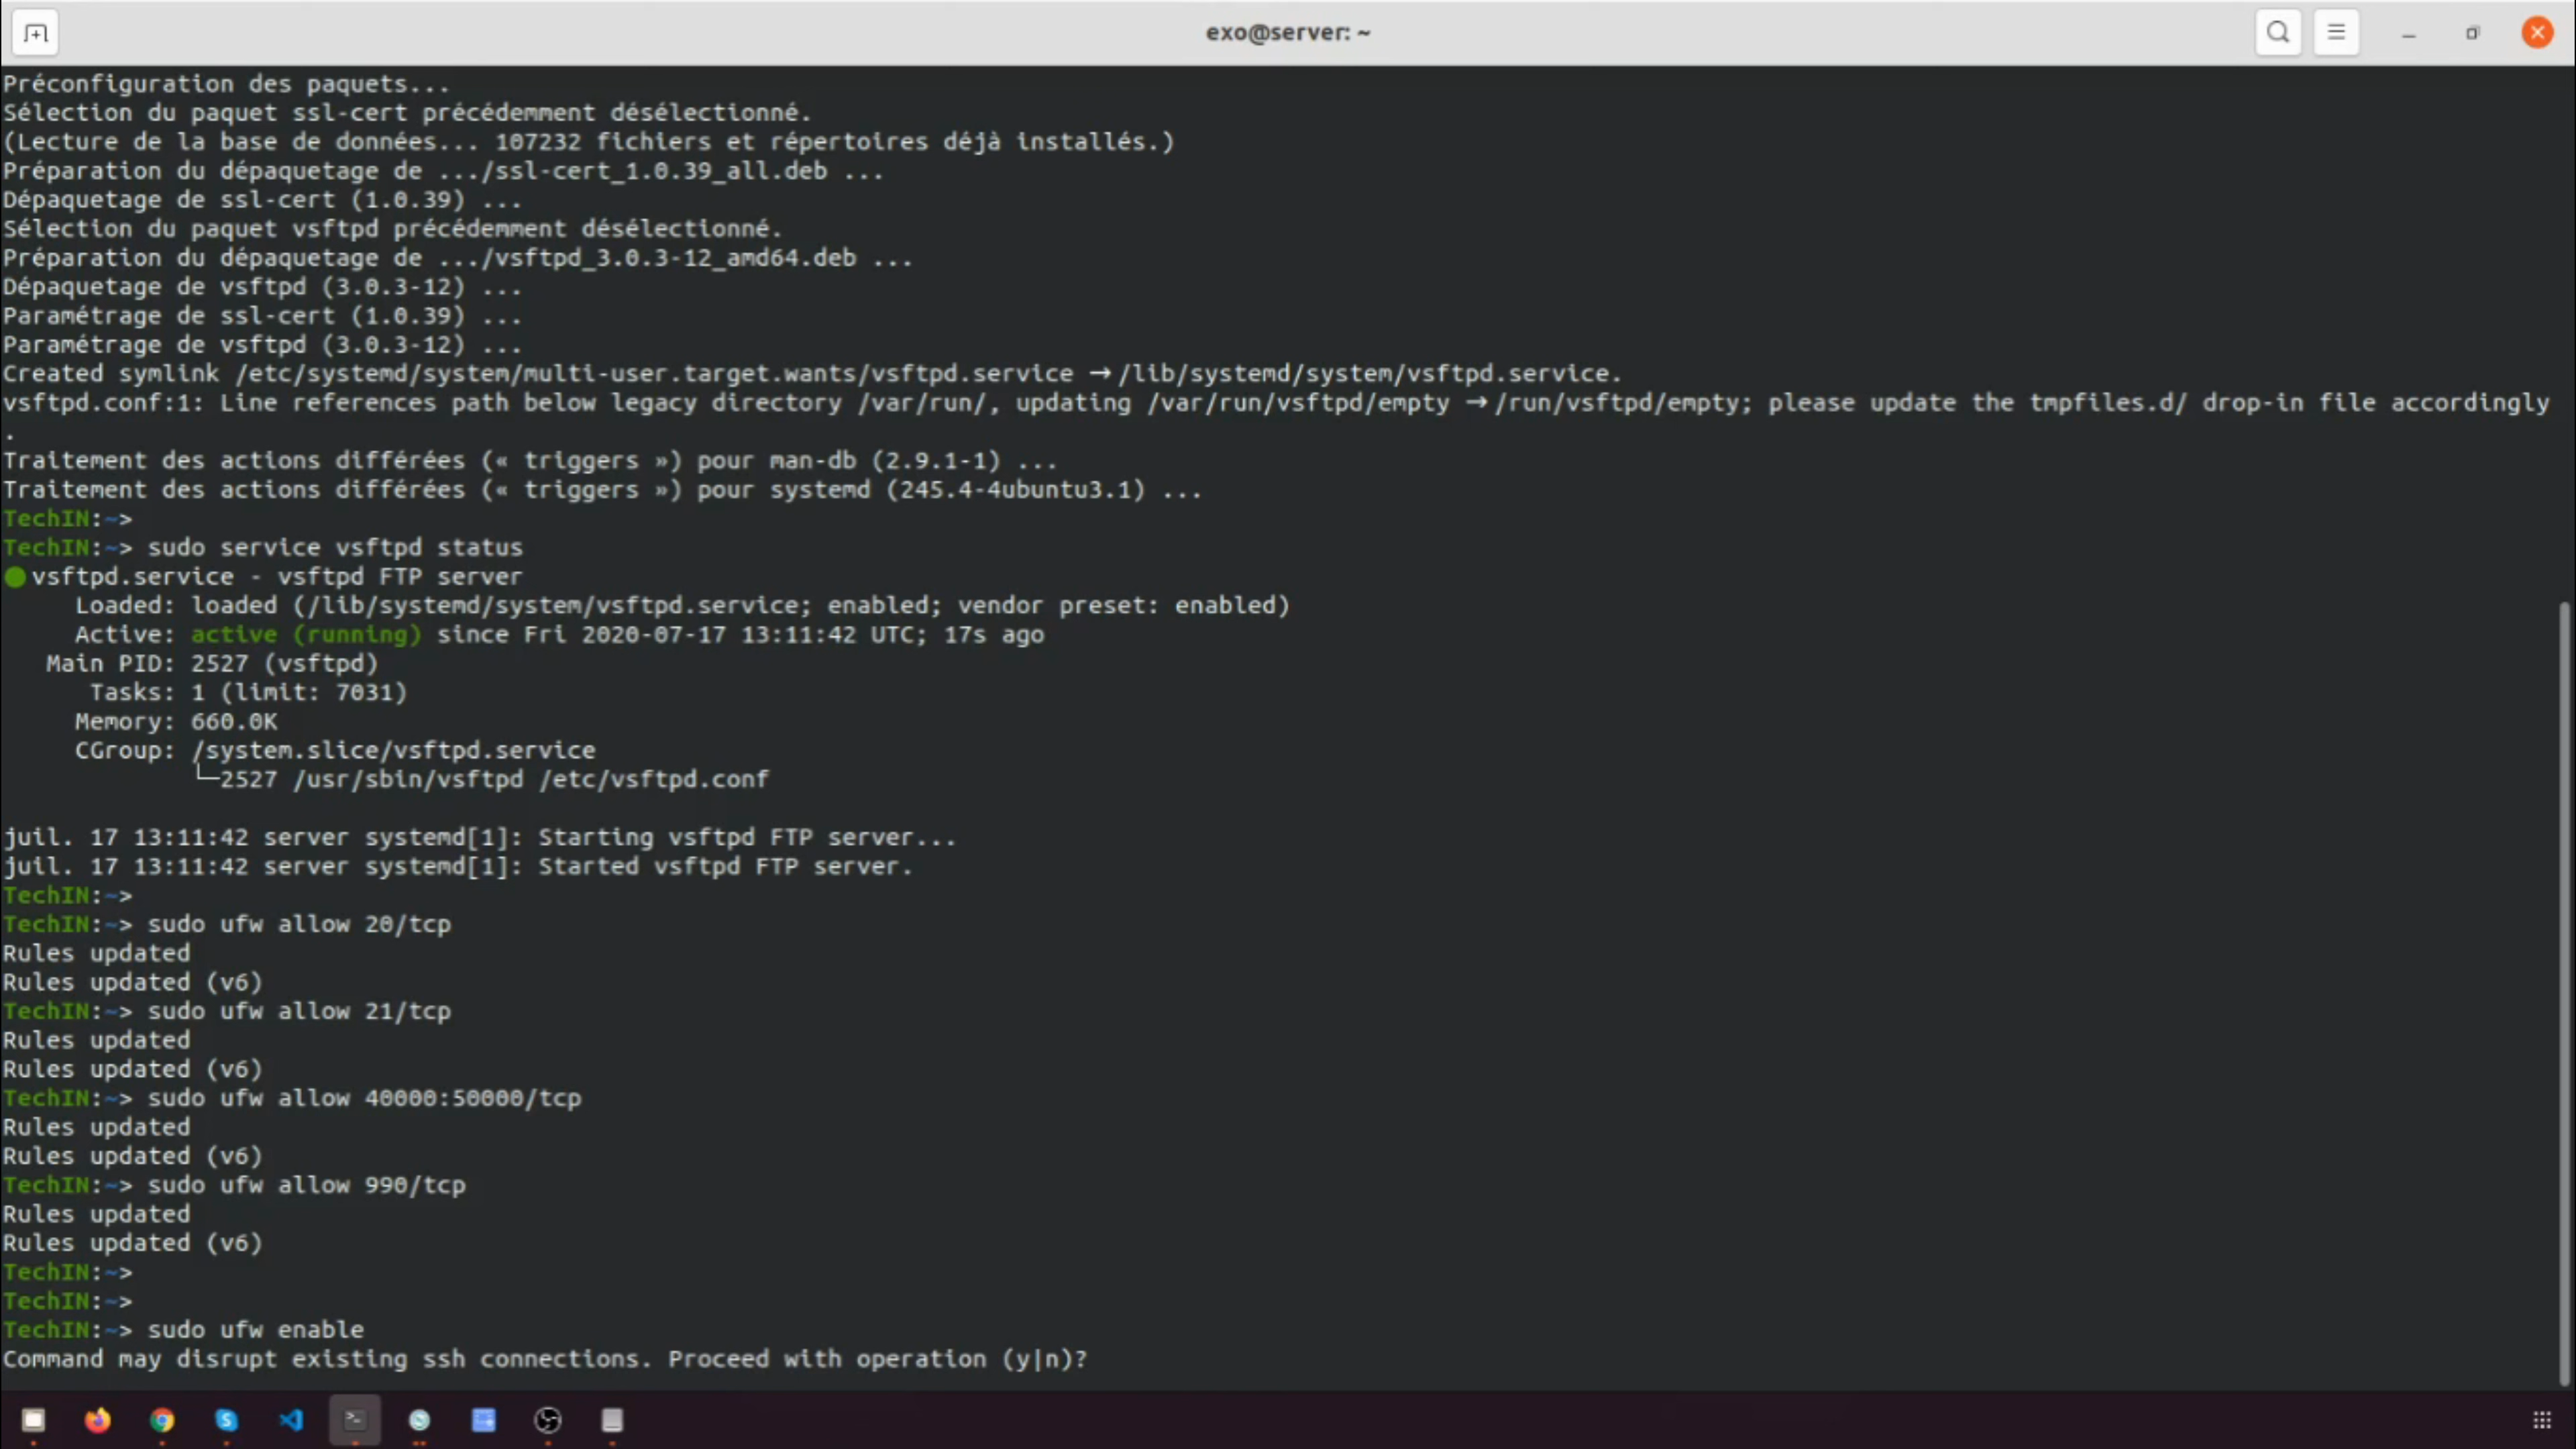 exo@server: ~
Préconfiguration des paquets...
Sélection du paquet ssl-cert précédemment désélectionné.
(Lecture de la base de données... 107232 fichiers et répertoires déjà installés.)
Préparation du dépaquetage de .../ssl-cert_1.0.39_all.deb ...
Dépaquetage de ssl-cert (1.0.39) ...
Sélection du paquet vsftpd précédemment désélectionné.
Préparation du dépaquetage de .../vsftpd_3.0.3-12_amd64.deb ...
Dépaquetage de vsftpd (3.0.3-12) ...
Paramétrage de ssl-cert (1.0.39) ...
Paramétrage de vsftpd (3.0.3-12) ...
Created symlink /etc/systemd/system/multi-user.target.wants/vsftpd.service → /lib/systemd/system/vsftpd.service.
vsftpd.conf:1: Line references path below legacy directory /var/run/, updating /var/run/vsftpd/empty → /run/vsftpd/empty; please update the tmpfiles.d/ drop-in file accordingly
.
Traitement des actions différées (« triggers ») pour man-db (2.9.1-1) ...
Traitement des actions différées (« triggers ») pour systemd (245.4-4ubuntu3.1) ...
TechIN:~>
TechIN:~> sudo service vsftpd status
● vsftpd.service - vsftpd FTP server
     Loaded: loaded (/lib/systemd/system/vsftpd.service; enabled; vendor preset: enabled)
     Active: active (running) since Fri 2020-07-17 13:11:42 UTC; 17s ago
   Main PID: 2527 (vsftpd)
      Tasks: 1 (limit: 7031)
     Memory: 660.0K
     CGroup: /system.slice/vsftpd.service
             └─2527 /usr/sbin/vsftpd /etc/vsftpd.conf
juil. 17 13:11:42 server systemd[1]: Starting vsftpd FTP server...
juil. 17 13:11:42 server systemd[1]: Started vsftpd FTP server.
TechIN:~>
TechIN:~> sudo ufw allow 20/tcp
Rules updated
Rules updated (v6)
TechIN:~> sudo ufw allow 21/tcp
Rules updated
Rules updated (v6)
TechIN:~> sudo ufw allow 40000:50000/tcp
Rules updated
Rules updated (v6)
TechIN:~> sudo ufw allow 990/tcp
Rules updated
Rules updated (v6)
TechIN:~>
TechIN:~>
TechIN:~> sudo ufw enable
Command may disrupt existing ssh connections. Proceed with operation (y|n)?